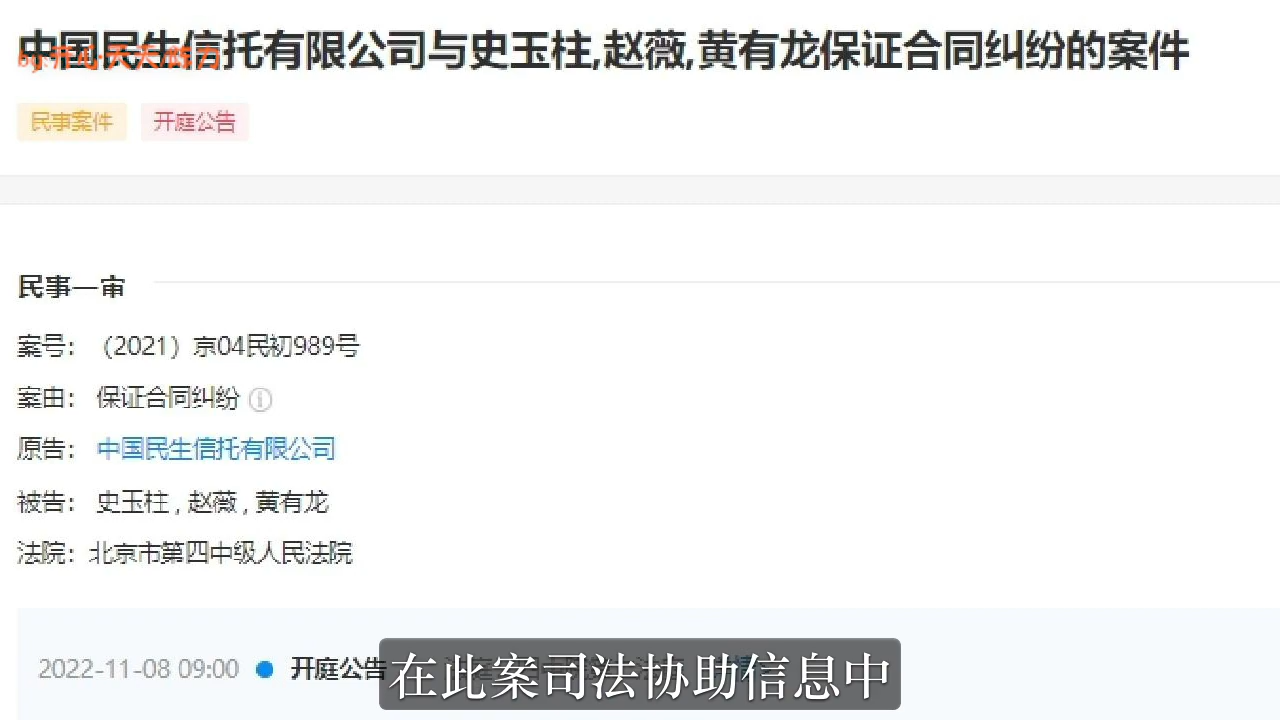 中国民生信托有限公司与史玉柱,赵薇,黄有龙保证合同纠纷的案件
民事案件 开庭公告
民事一审
案号：（2021）京04民初989号
案由： 保证合同纠纷
原告： 中国民生信托有限公司
被告： 史玉柱 , 赵薇 , 黄有龙
法院：北京市第四中级人民法院
2022-11-08 09:00 开庭公告
在此案司法协助信息中